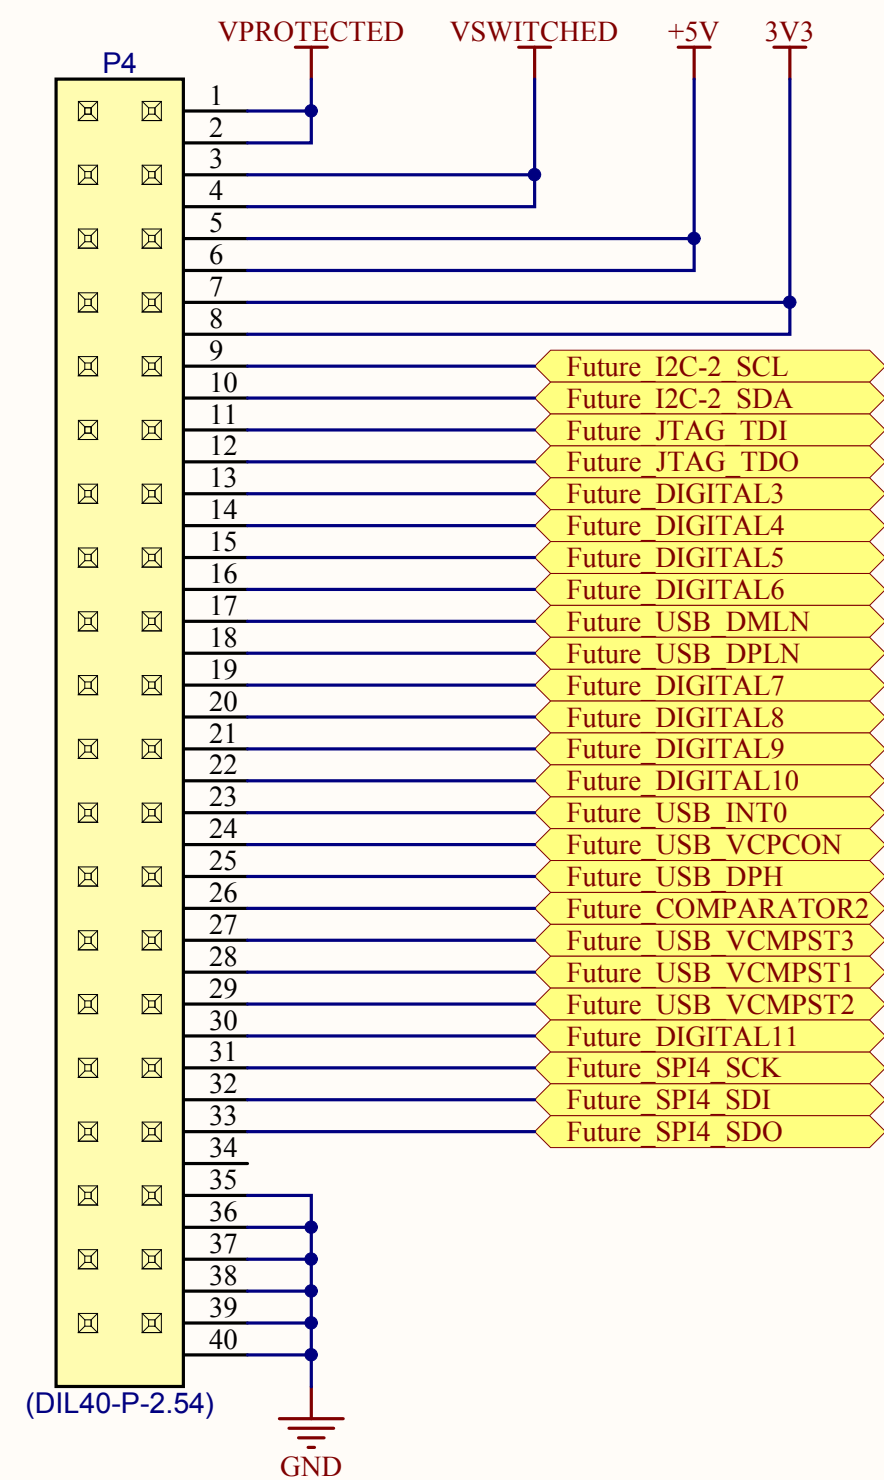 VPROTECTED VSWITCHED +5V 3V3
P4
1
2
3
4
5
6
7
8
9 Future_I2C-2_SCL
10 Future_I2C-2_SDA
11 Future_JTAG_TDI
12 Future_JTAG_TDO
13 Future_DIGITAL3
14 Future_DIGITAL4
15 Future_DIGITAL5
16 Future_DIGITAL6
17 Future_USB_DMLN
18 Future_USB_DPLN
19 Future_DIGITAL7
20 Future_DIGITAL8
21 Future_DIGITAL9
22 Future_DIGITAL10
23 Future_USB_INT0
24 Future_USB_VCPCON
25 Future_USB_DPH
26 Future_COMPARATOR2
27 Future_USB_VCMPST3
28 Future_USB_VCMPST1
29 Future_USB_VCMPST2
30 Future_DIGITAL11
31 Future_SPI4_SCK
32 Future_SPI4_SDI
33 Future_SPI4_SDO
34
35
36
37
38
39
40
(DIL40-P-2.54)
GND